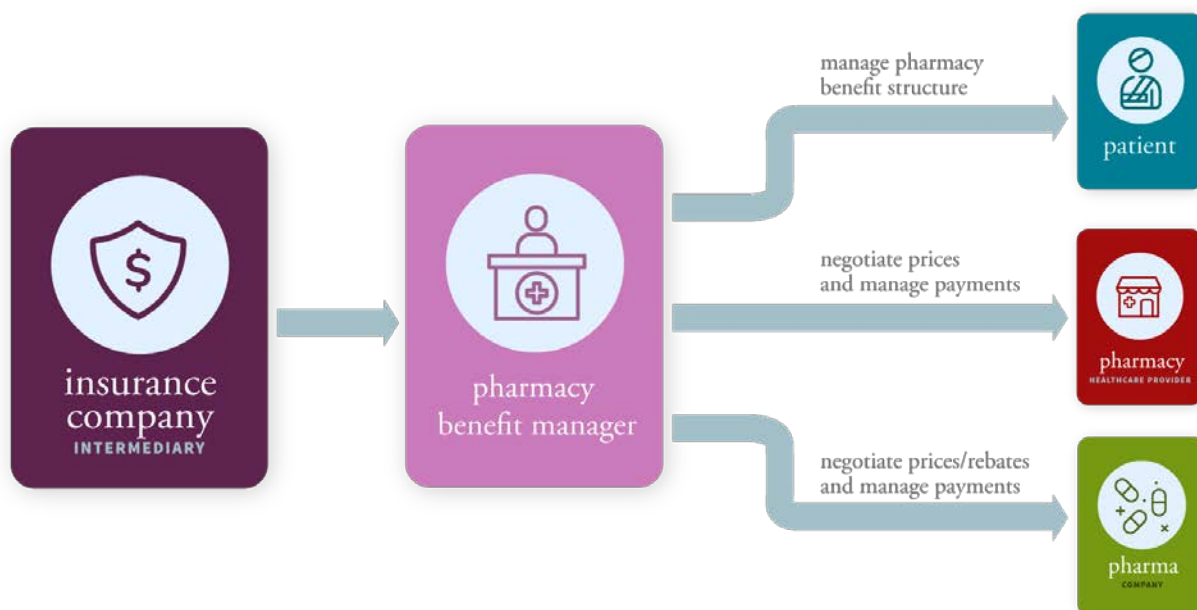 insurance
company
INTERMEDIARY
$
pharmacy
benefit manager
manage pharmacy
benefit structure
patient
negotiate prices
and manage payments
pharmacy
HEALTHCARE PROVIDER
negotiate prices/rebates
and manage payments
pharma
COMPANY